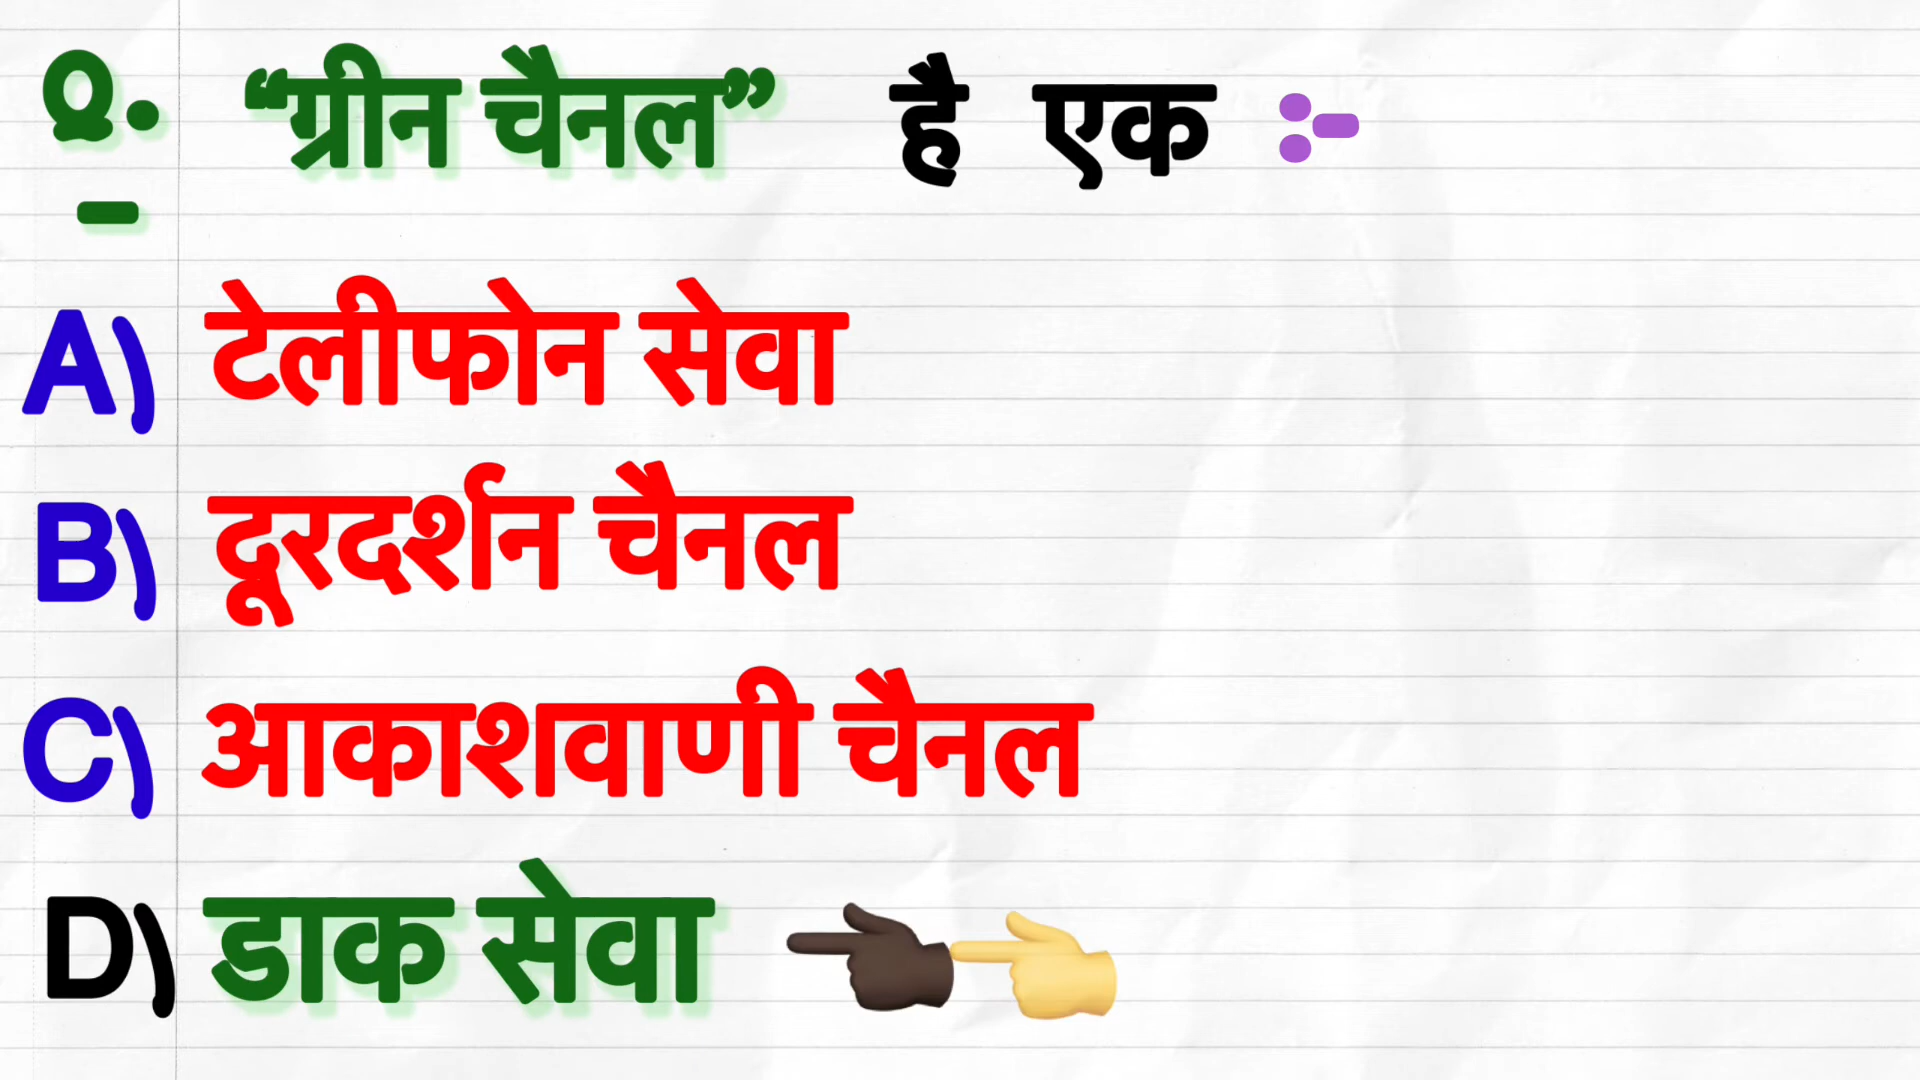 Q. “ग्रीन चैनल” है एक :-
-
A) टेलीफोन सेवा
B) दूरदर्शन चैनल
C) आकाशवाणी चैनल
D) डाक सेवा 👈🏿👈